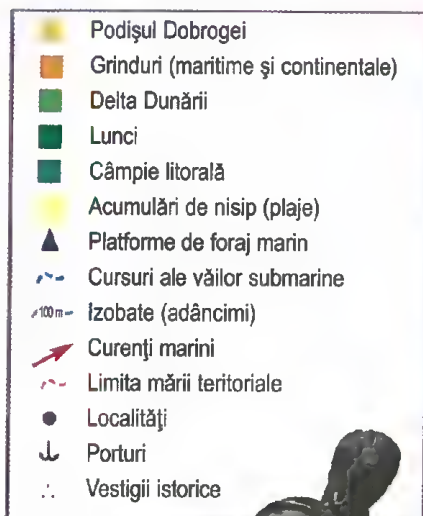 Podişul Dobrogei
Grinduri (maritime şi continentale)
Delta Dunării
Lunci
Câmpie litorală
Acumulări de nisip (plaje)
Platforme de foraj marin
Cursuri ale văilor submarine
100 m Izobate (adâncimi)
Curenţi marini
Limita mării teritoriale
Localităţi
Porturi
Vestigii istorice